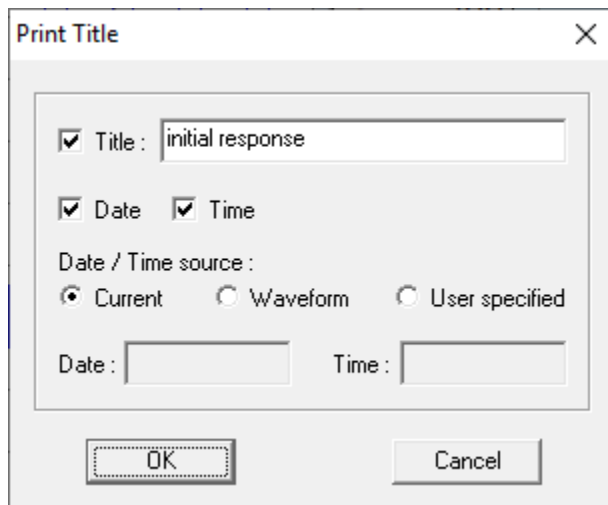 Print Title
Title : initial response
Date Time
Date / Time source :
Current Waveform User specified
Date : Time :
OK Cancel